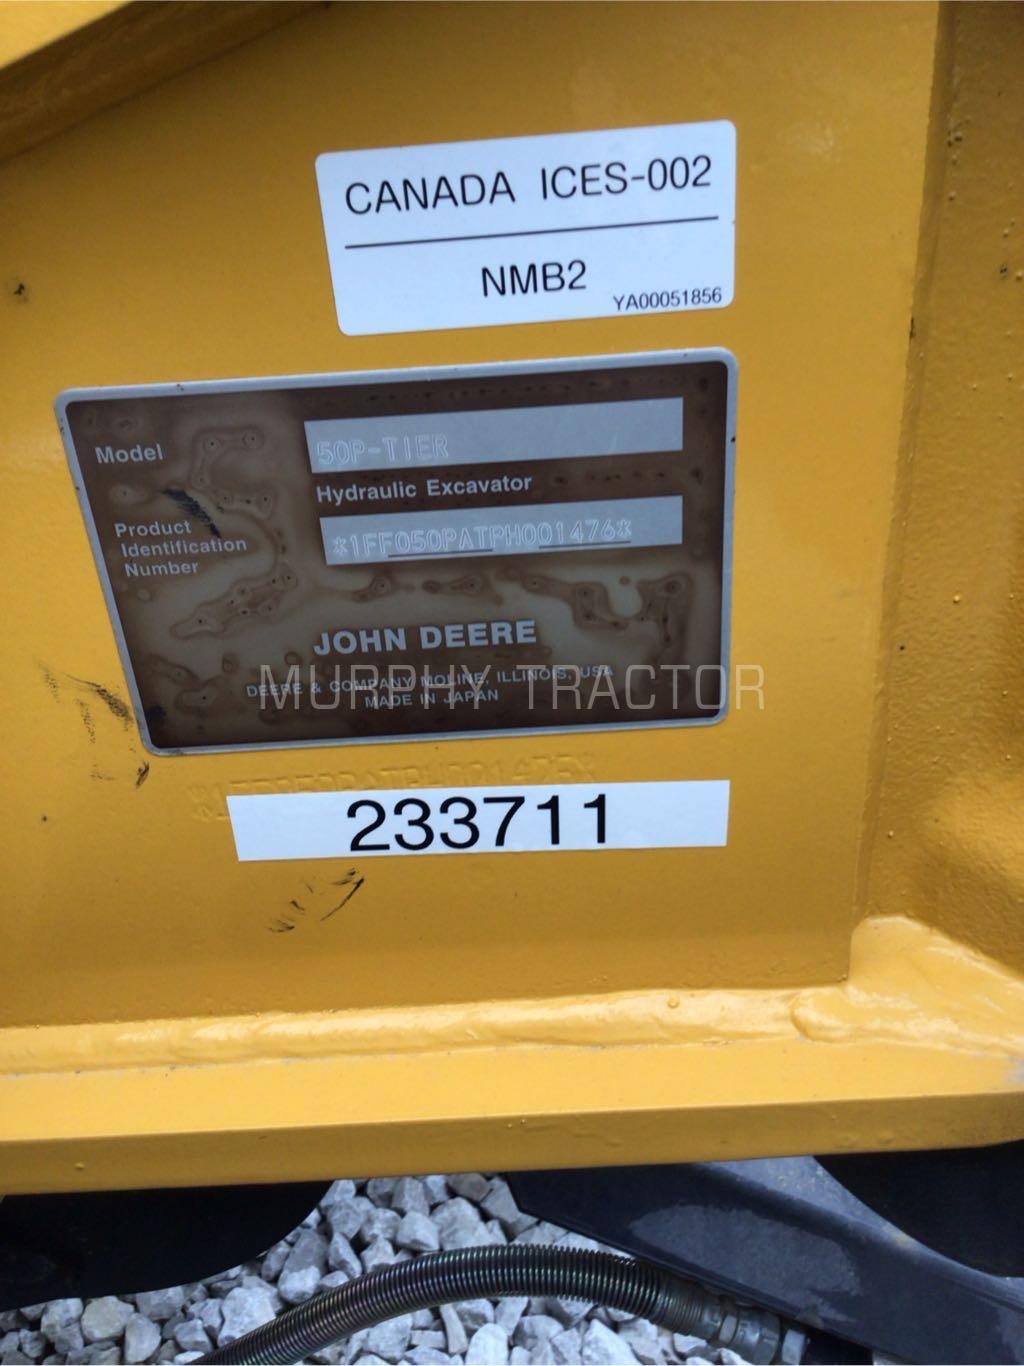 CANADA ICES-002
NMB2
YA00051856
Model
50P-TIER
Hydraulic Excavator
Product
Identification
Number
*1FF050PATPH001476*
JOHN DEERE
DEERE & COMPANY MOLINE, ILLINOIS, USA
MADE IN JAPAN
MURPHY TRACTOR
233711